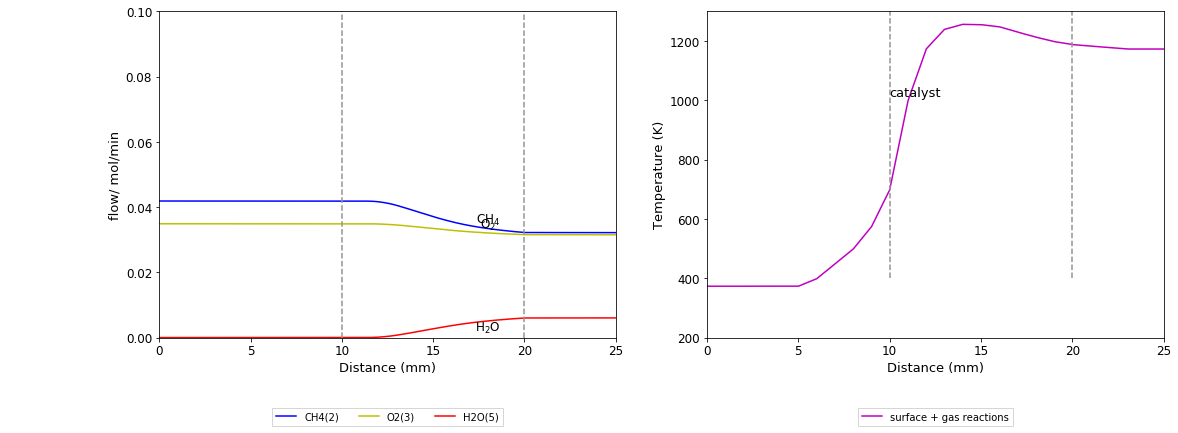 0.10
0.08
0.06
0.04
0.02
0.00
flow/ mol/min
CH₄
O₂
H₂O
0 5 10 15 20 25
Distance (mm)
CH4(2) O2(3) H2O(5)
1200
1000
800
600
400
200
Temperature (K)
catalyst
0 5 10 15 20 25
Distance (mm)
surface + gas reactions